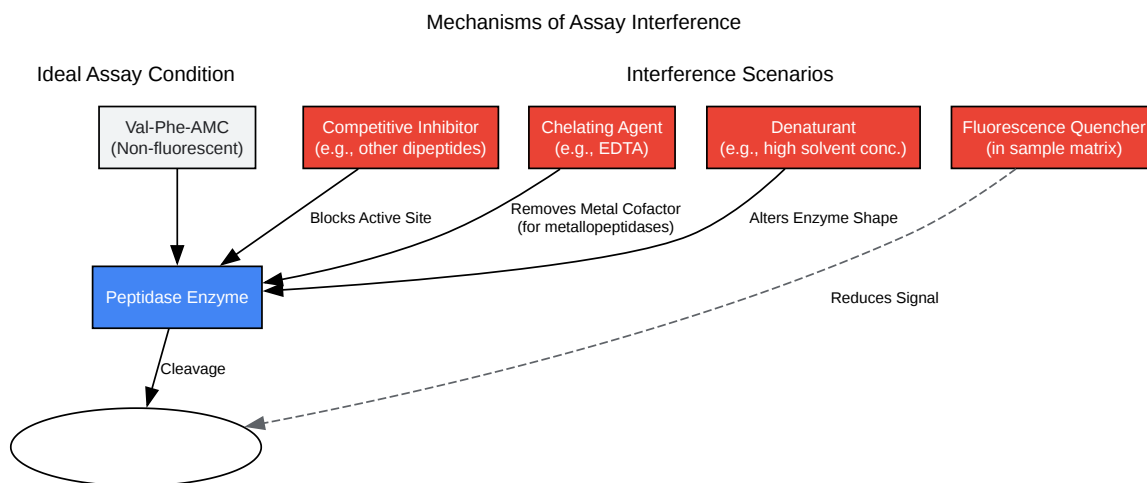 Mechanisms of Assay Interference
Ideal Assay Condition
Interference Scenarios
Val-Phe-AMC
(Non-fluorescent)
Competitive Inhibitor
(e.g., other dipeptides)
Chelating Agent
(e.g., EDTA)
Denaturant
(e.g., high solvent conc.)
Fluorescence Quencher
(in sample matrix)
Blocks Active Site
Removes Metal Cofactor
(for metallopeptidases)
Alters Enzyme Shape
Peptidase Enzyme
Reduces Signal
Cleavage